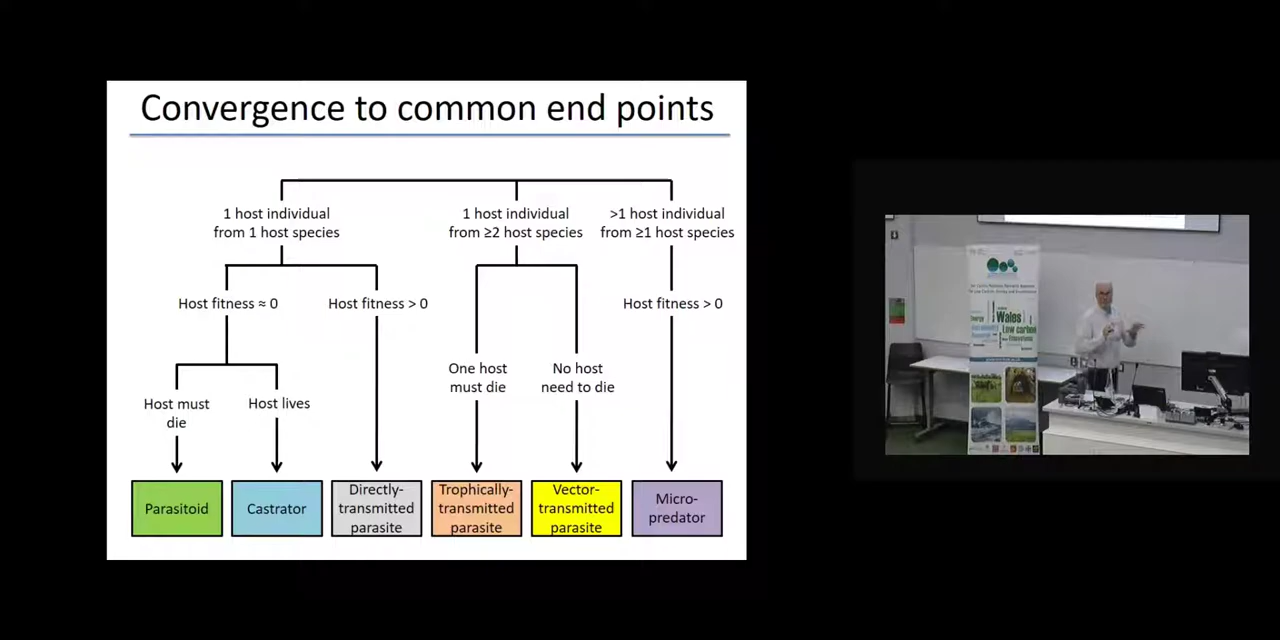 Convergence to common end points
1 host individual
from 1 host species
1 host individual
from ≥2 host species
>1 host individual
from ≥1 host species
Host fitness ≈ 0
Host fitness > 0
Host fitness > 0
One host
must die
No host
need to die
Host must
die
Host lives
Parasitoid
Castrator
Directly-
transmitted
parasite
Trophically-
transmitted
parasite
Vector-
transmitted
parasite
Micro-
predator
Wales
Low carbon